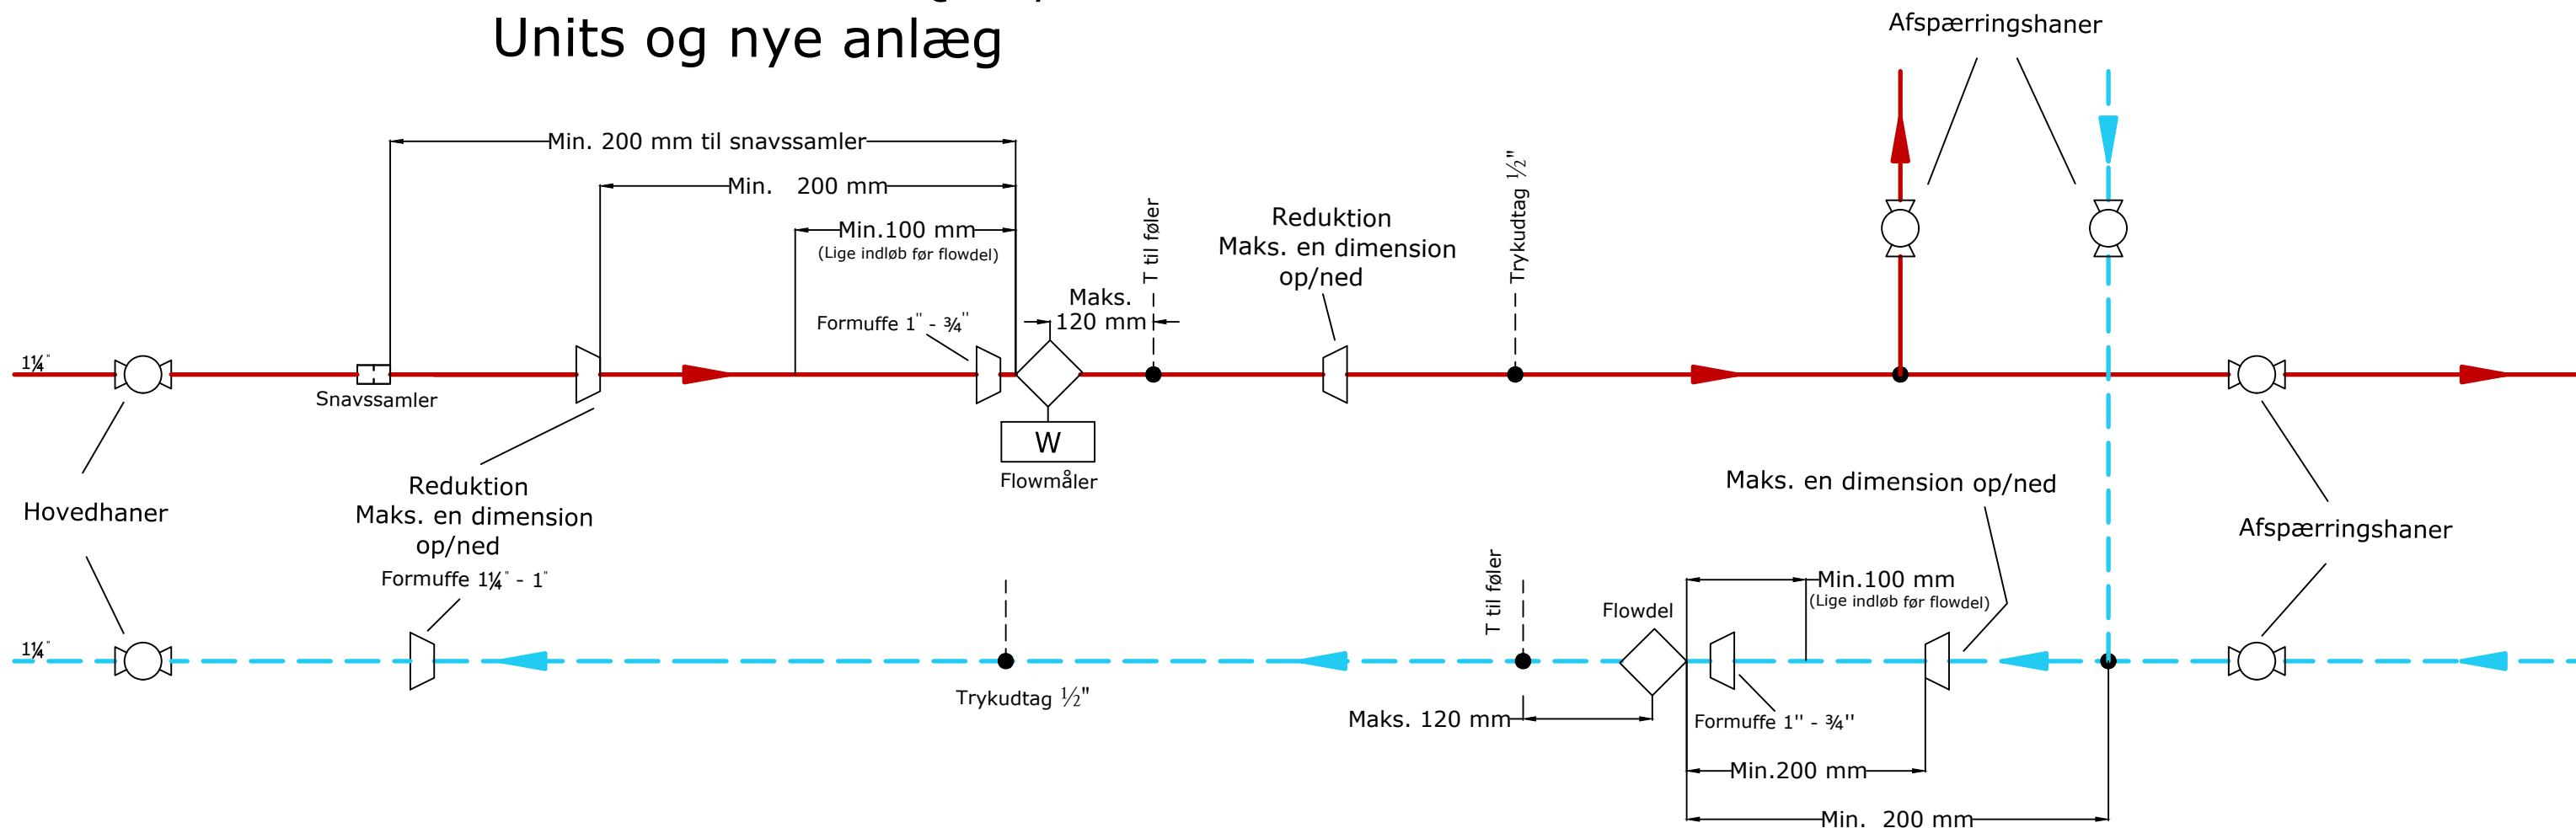 Units og nye anlæg
Afspærringshaner
Min. 200 mm til snavssamler
Min. 200 mm
Min.100 mm
(Lige indløb før flowdel)
T til føler
Trykudtag ½"
Reduktion
Maks. en dimension
op/ned
Maks.
120 mm
Formuffe 1" - ¾"
1¼"
Snavssamler
W
Flowmåler
Reduktion
Maks. en dimension
op/ned
Formuffe 1¼" - 1"
Hovedhaner
Maks. en dimension op/ned
Afspærringshaner
T til føler
Flowdel
Min.100 mm
(Lige indløb før flowdel)
1¼"
Trykudtag ½"
Maks. 120 mm
Formuffe 1'' - ¾''
Min.200 mm
Min. 200 mm